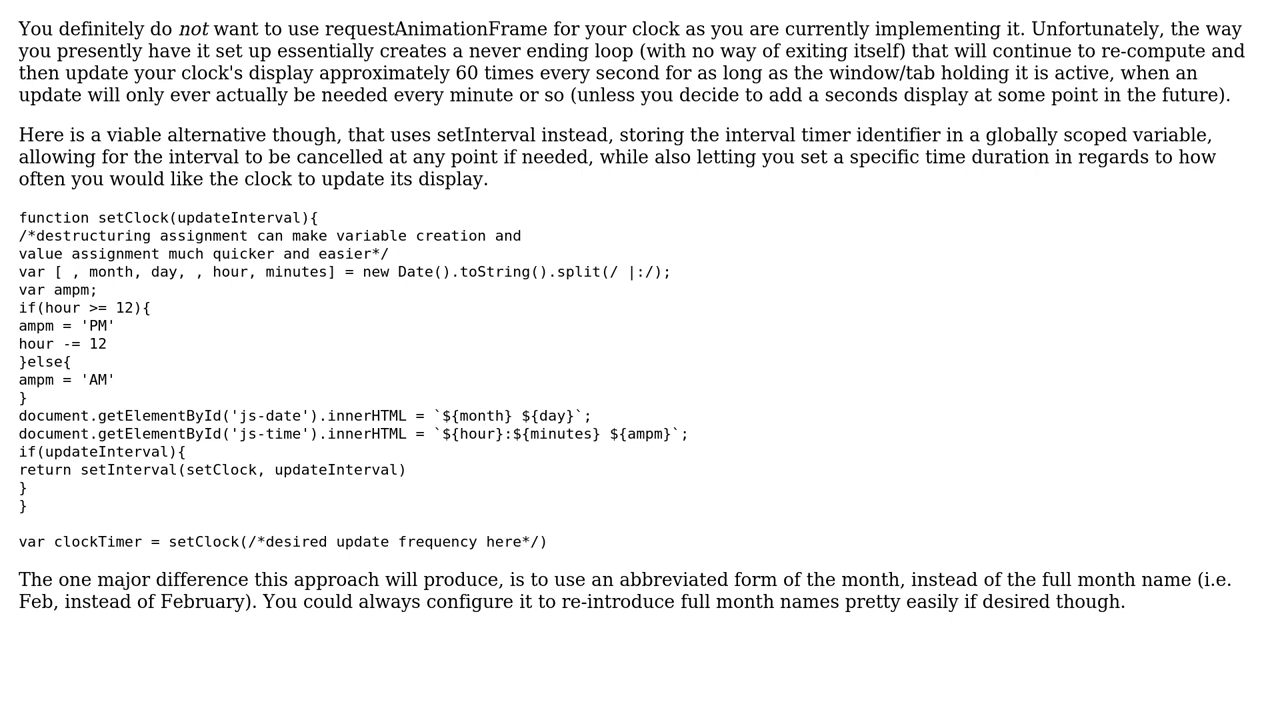 You definitely do not want to use requestAnimationFrame for your clock as you are currently implementing it. Unfortunately, the way
you presently have it set up essentially creates a never ending loop (with no way of exiting itself) that will continue to re-compute and
then update your clock's display approximately 60 times every second for as long as the window/tab holding it is active, when an
update will only ever actually be needed every minute or so (unless you decide to add a seconds display at some point in the future).
Here is a viable alternative though, that uses setInterval instead, storing the interval timer identifier in a globally scoped variable,
allowing for the interval to be cancelled at any point if needed, while also letting you set a specific time duration in regards to how
often you would like the clock to update its display.
function setClock(updateInterval){
/*destructuring assignment can make variable creation and
value assignment much quicker and easier*/
var [ , month, day, , hour, minutes] = new Date().toString().split(/ |:/);
var ampm;
if(hour >= 12){
ampm = 'PM'
hour -= 12
}else{
ampm = 'AM'
}
document.getElementById('js-date').innerHTML = `${month} ${day}`;
document.getElementById('js-time').innerHTML = `${hour}:${minutes} ${ampm}`;
if(updateInterval){
return setInterval(setClock, updateInterval)
}
}
var clockTimer = setClock(/*desired update frequency here*/)
The one major difference this approach will produce, is to use an abbreviated form of the month, instead of the full month name (i.e.
Feb, instead of February). You could always configure it to re-introduce full month names pretty easily if desired though.